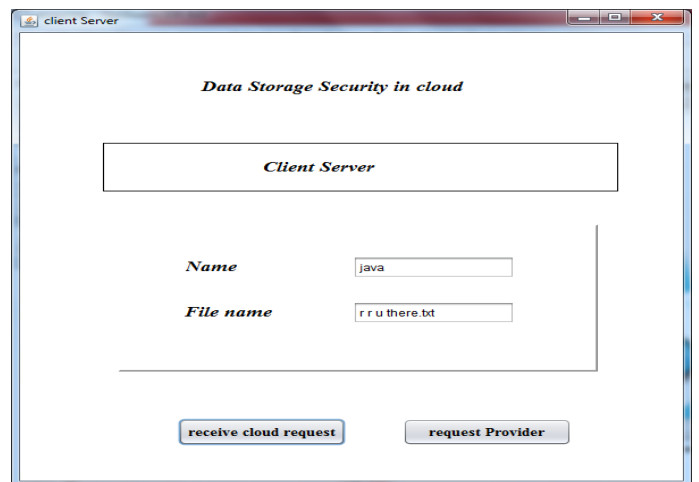 client Server
Data Storage Security in cloud
Client Server
Name java
File name r r u there.txt
receive cloud request request Provider